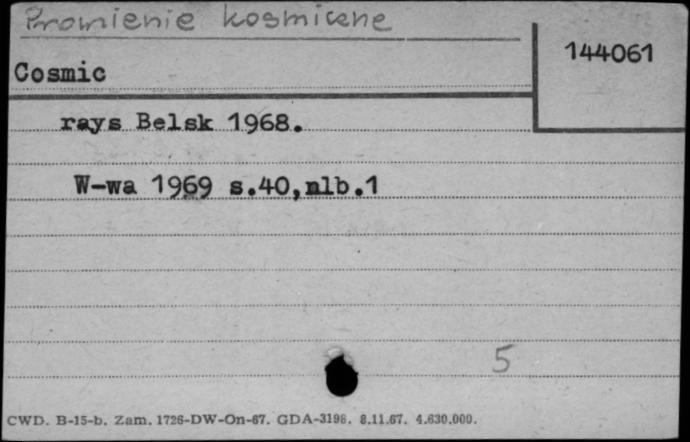 Promienie kosmiczne
144061
Cosmic
rays Belsk 1968.
W-wa 1969 s.40,nlb.1
5
CWD. B-15-b. Zam. 1726-DW-On-67. GDA-3198. 8.11.67. 4.630.000.